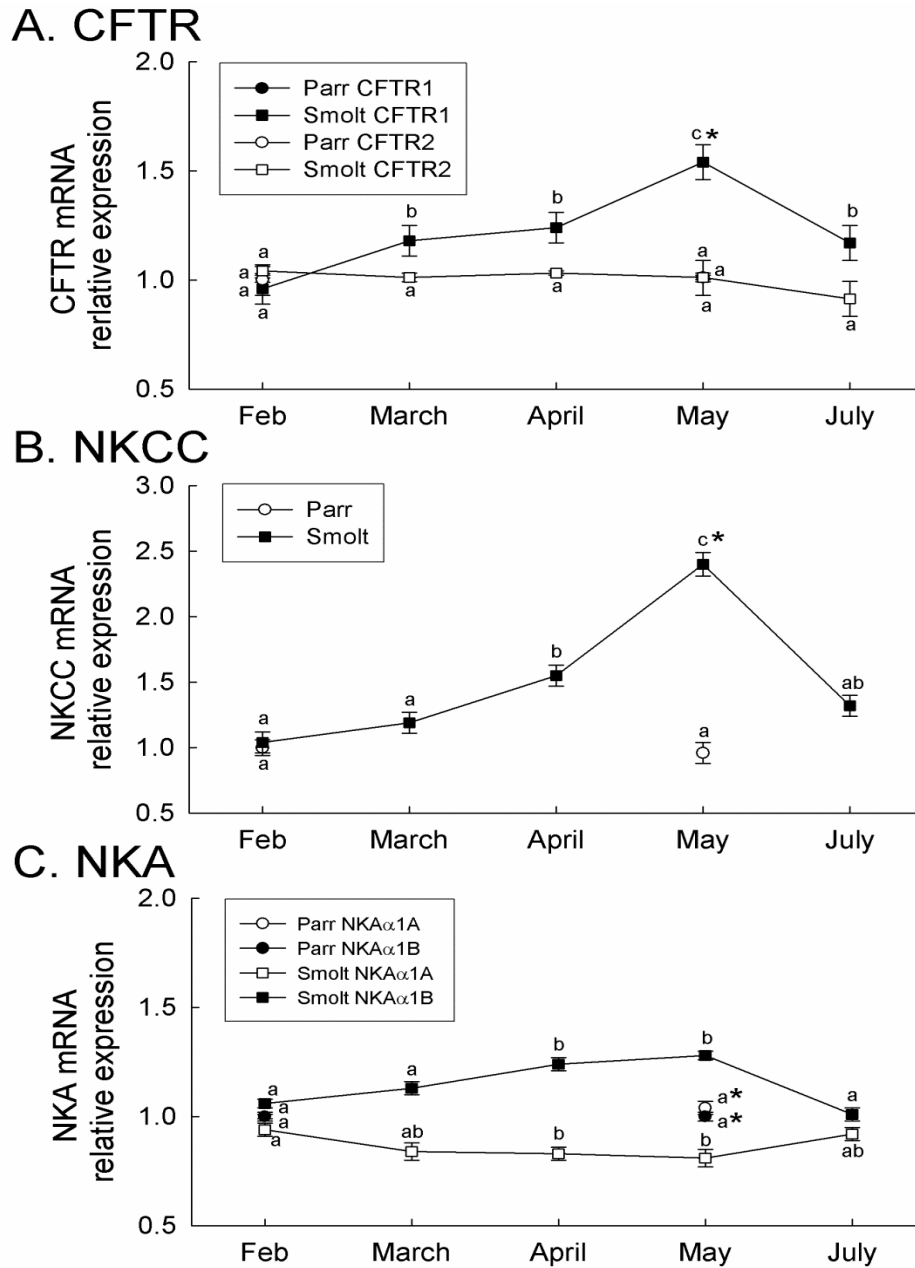 A. CFTR
2.0
Parr CFTR1
Smolt CFTR1
Parr CFTR2
Smolt CFTR2
c*
1.5
b
b
b
a
a
a
a
1.0
a
a
a
a
a
a
a
0.5
CFTR mRNA
rerlative expression
Feb March April May July
B. NKCC
3.0
Parr
Smolt
c*
2.5
2.0
b
1.5
ab
a
a
a
1.0
a
0.5
NKCC mRNA
relative expression
Feb March April May July
C. NKA
2.0
Parr NKAα1A
Parr NKAα1B
Smolt NKAα1A
Smolt NKAα1B
1.5
b
b
a
a
a
a
a*
1.0
a
a*
a
ab
b
b
ab
0.5
NKA mRNA
relative expression
Feb March April May July